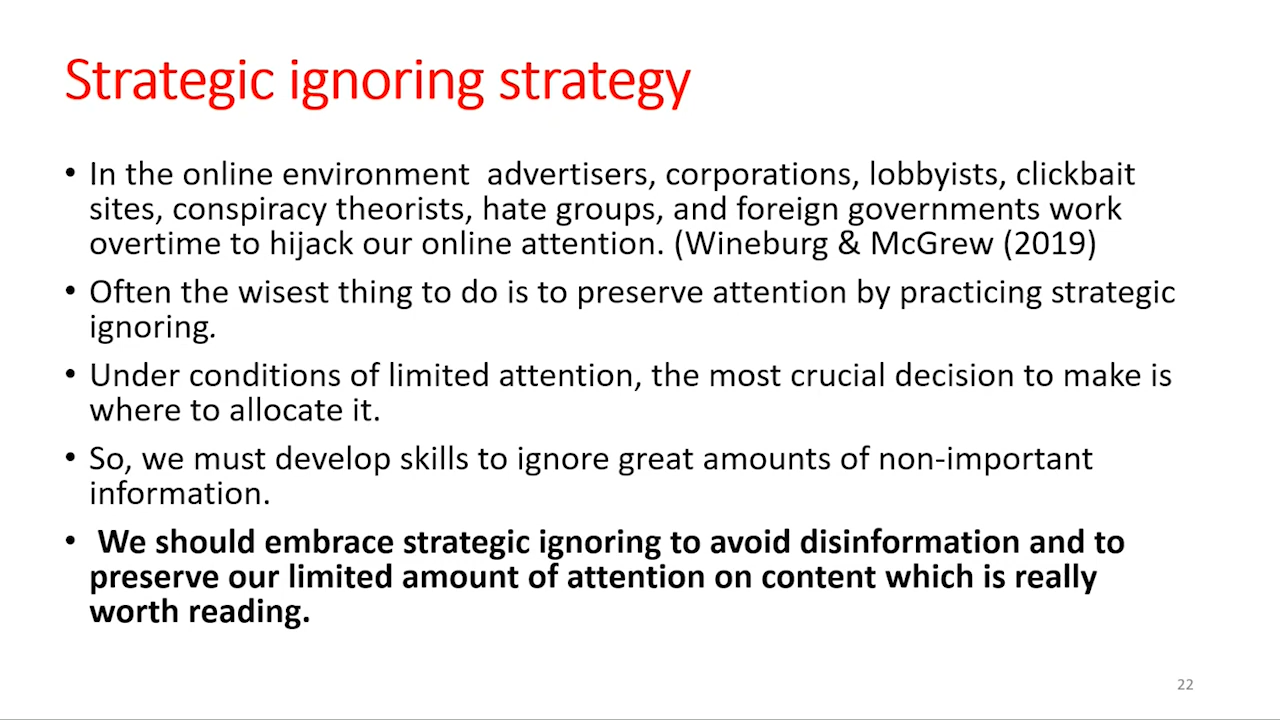 Strategic ignoring strategy
• In the online environment  advertisers, corporations, lobbyists, clickbait
sites, conspiracy theorists, hate groups, and foreign governments work
overtime to hijack our online attention. (Wineburg & McGrew (2019)
• Often the wisest thing to do is to preserve attention by practicing strategic
ignoring.
• Under conditions of limited attention, the most crucial decision to make is
where to allocate it.
• So, we must develop skills to ignore great amounts of non-important
information.
• We should embrace strategic ignoring to avoid disinformation and to
preserve our limited amount of attention on content which is really
worth reading.
22